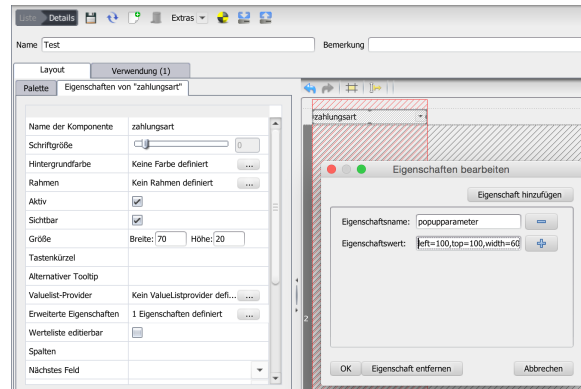 Liste Details Extras
Name Test Bemerkung
Layout Verwendung (1)
Palette Eigenschaften von "zahlungsart"
Name der Komponente zahlungsart
Schriftgröße 0
Hintergrundfarbe Keine Farbe definiert ...
Rahmen Kein Rahmen definiert ...
Aktiv
Sichtbar
Größe Breite: 70 Höhe: 20
Tastenkürzel
Alternativer Tooltip
Valuelist-Provider Kein ValueListprovider defi... ...
Erweiterte Eigenschaften 1 Eigenschaften definiert ...
Werteliste editierbar
Spalten
Nächstes Feld
zahlungsart
2
Eigenschaften bearbeiten
Eigenschaft hinzufügen
Eigenschaftsname: popupparameter
Eigenschaftswert: left=100,top=100,width=60
OK Eigenschaft entfernen Abbrechen